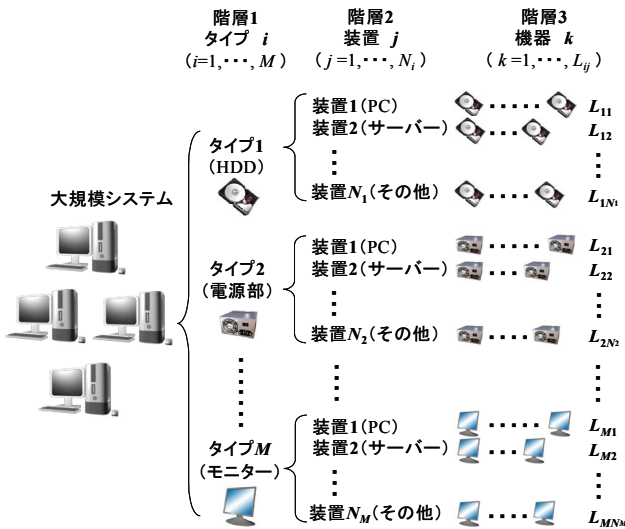 階層1 階層2 階層3
タイプ i 装置 j 機器 k
(i=1,･･･, M ) ( j =1,･･･, Nᵢ ) ( k =1,･･･, Lᵢⱼ )
大規模システム
タイプ1
(HDD)
装置1(PC) ‥‥‥ L₁₁
装置2(サーバー) ‥‥ L₁₂
装置N₁(その他) ‥‥ L₁N₁
タイプ2
(電源部)
装置1(PC) ‥‥‥ L₂₁
装置2(サーバー) ‥‥ L₂₂
装置N₂(その他) ‥‥ L₂N₂
タイプM
(モニター)
装置1(PC) ‥‥‥ LM1
装置2(サーバー) ‥‥ LM2
装置NM(その他) ‥‥ LMNM